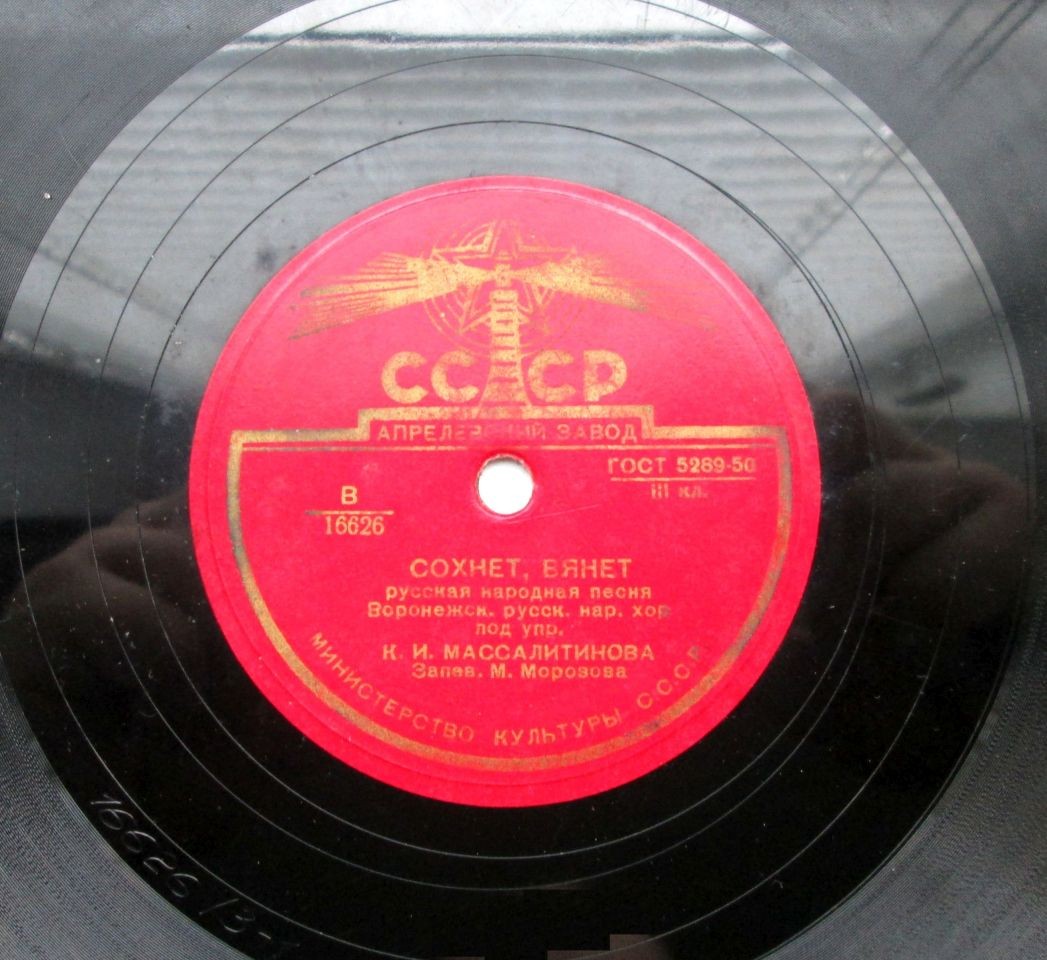 СССР
АПРЕЛЕВСКИЙ ЗАВОД
ГОСТ 5289-50
III кл.
В
16626
СОХНЕТ, ВЯНЕТ
русская народная песня
Воронежск. русск. нар. хор
под упр.
К. И. МАССАЛИТИНОВА
Запев. М. Морозова
МИНИСТЕРСТВО КУЛЬТУРЫ С.С.С.Р.
16626/3-